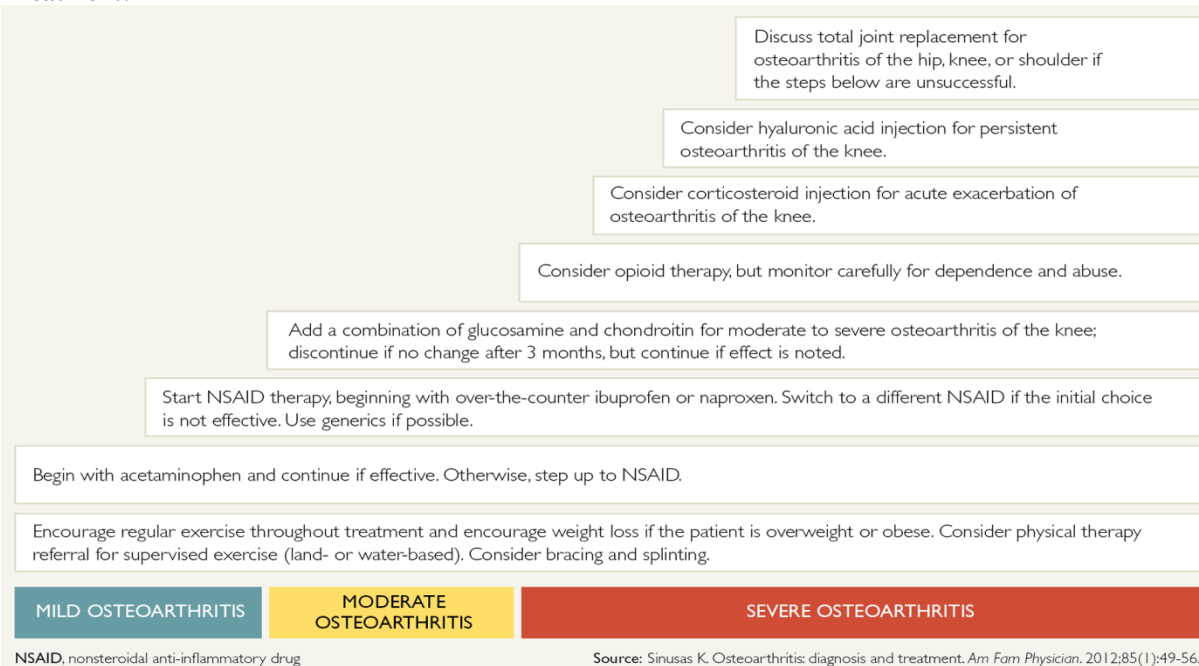 Discuss total joint replacement for
osteoarthritis of the hip, knee, or shoulder if
the steps below are unsuccessful.
Consider hyaluronic acid injection for persistent
osteoarthritis of the knee.
Consider corticosteroid injection for acute exacerbation of
osteoarthritis of the knee.
Consider opioid therapy, but monitor carefully for dependence and abuse.
Add a combination of glucosamine and chondroitin for moderate to severe osteoarthritis of the knee;
discontinue if no change after 3 months, but continue if effect is noted.
Start NSAID therapy, beginning with over-the-counter ibuprofen or naproxen. Switch to a different NSAID if the initial choice
is not effective. Use generics if possible.
Begin with acetaminophen and continue if effective. Otherwise, step up to NSAID.
Encourage regular exercise throughout treatment and encourage weight loss if the patient is overweight or obese. Consider physical therapy
referral for supervised exercise (land- or water-based). Consider bracing and splinting.
MILD OSTEOARTHRITIS
MODERATE
OSTEOARTHRITIS
SEVERE OSTEOARTHRITIS
NSAID, nonsteroidal anti-inflammatory drug
Source: Sinusas K. Osteoarthritis: diagnosis and treatment. Am Fam Physician. 2012;85(1):49-56.